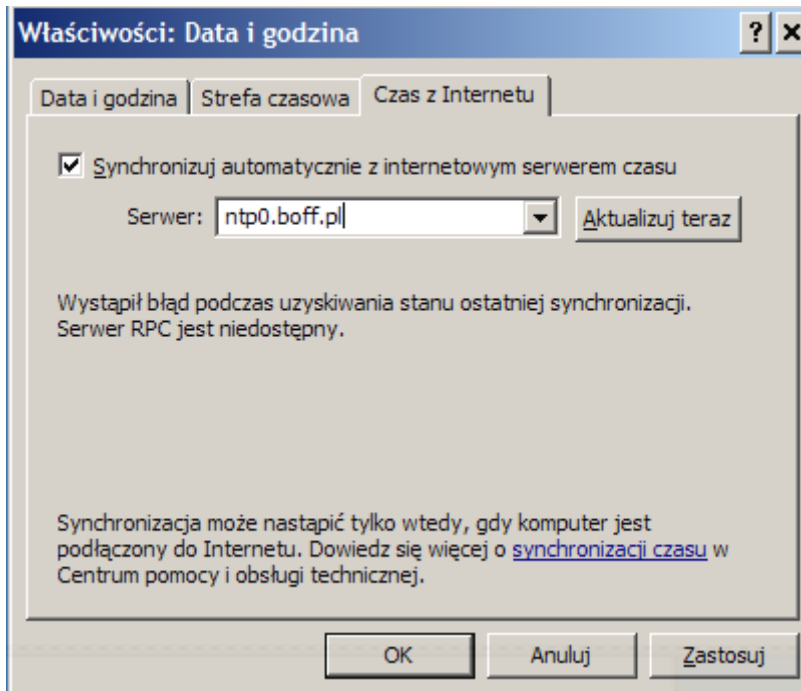 Właściwości: Data i godzina
Data i godzina
Strefa czasowa
Czas z Internetu
Synchronizuj automatycznie z internetowym serwerem czasu
Serwer: ntp0.boff.pl Aktualizuj teraz
Wystąpił błąd podczas uzyskiwania stanu ostatniej synchronizacji.
Serwer RPC jest niedostępny.
Synchronizacja może nastąpić tylko wtedy, gdy komputer jest
podłączony do Internetu. Dowiedz się więcej o synchronizacji czasu w
Centrum pomocy i obsługi technicznej.
OK
Anuluj
Zastosuj